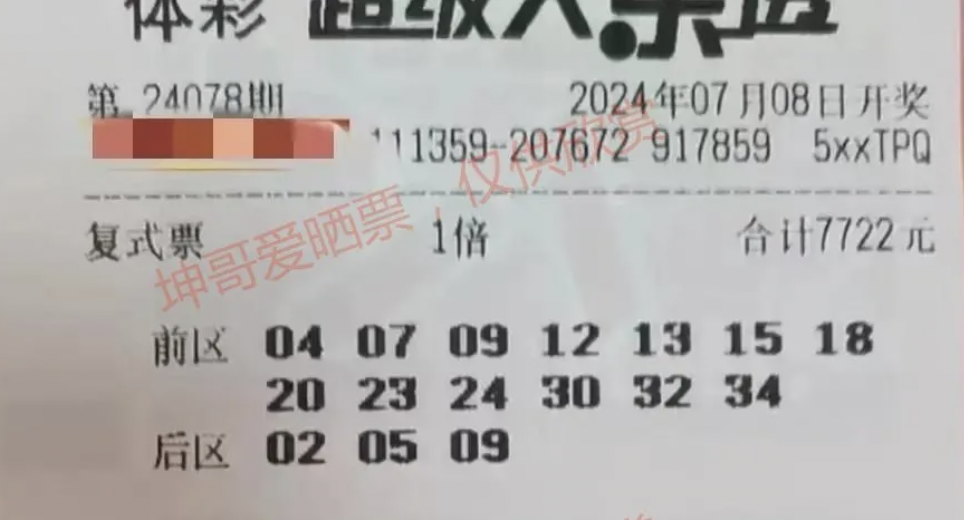 体彩 超级大乐透
第 24078期 2024年07月08日开奖
111359-207672 917859 5xxTPQ
复式票 1倍 合计7722元
坤哥爱晒票，仅供欣赏
前区 04 07 09 12 13 15 18
20 23 24 30 32 34
后区 02 05 09